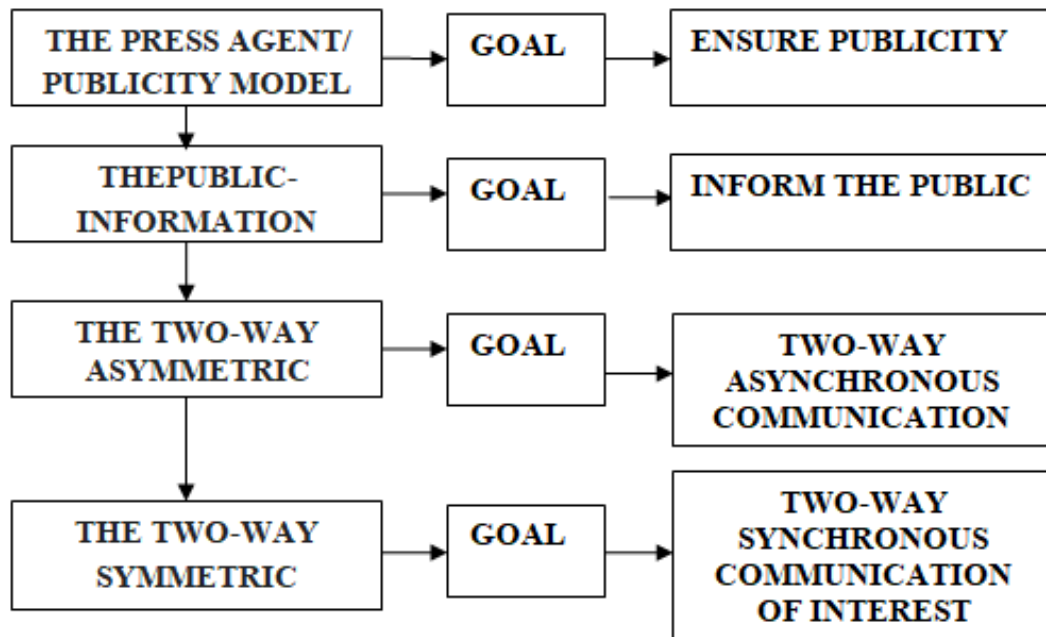 THE PRESS AGENT/
PUBLICITY MODEL
GOAL
ENSURE PUBLICITY
THEPUBLIC-
INFORMATION
GOAL
INFORM THE PUBLIC
THE TWO-WAY
ASYMMETRIC
GOAL
TWO-WAY
ASYNCHRONOUS
COMMUNICATION
THE TWO-WAY
SYMMETRIC
GOAL
TWO-WAY
SYNCHRONOUS
COMMUNICATION
OF INTEREST